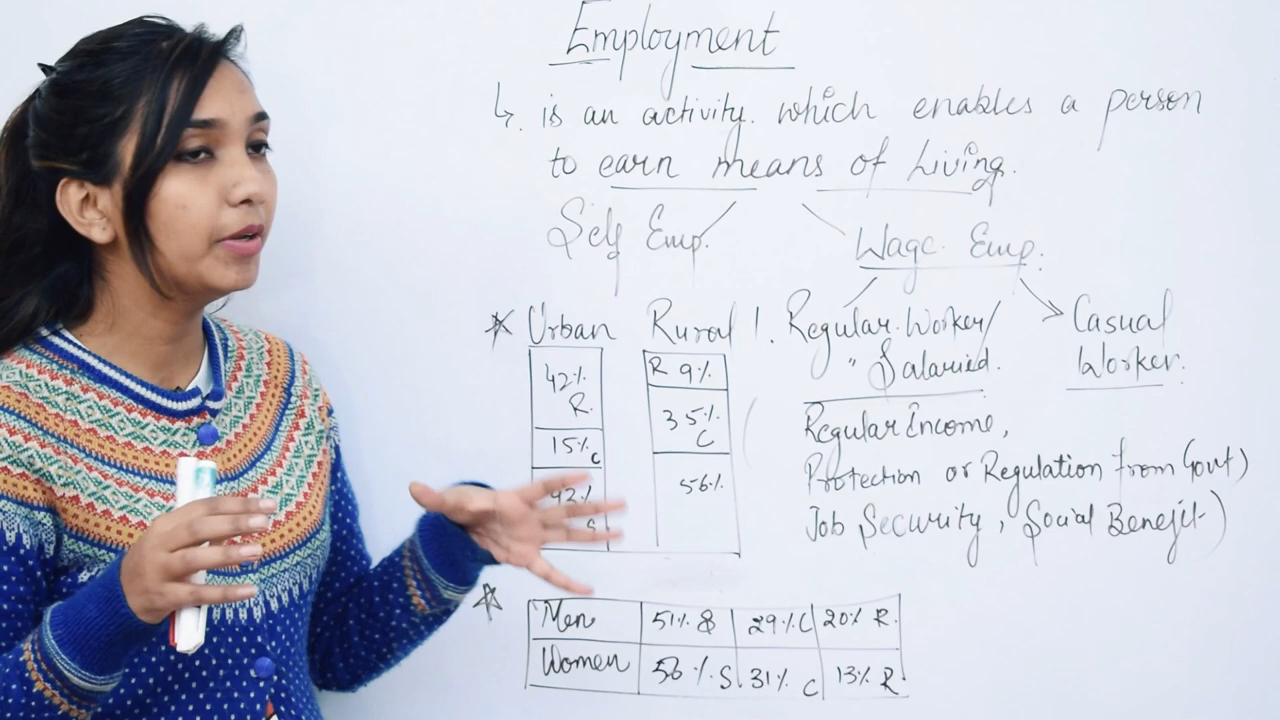 Employment
↳ is an activity which enables a person
to earn means of Living.
Self Emp.
Wage Emp.
* Urban Rural ! Regular Worker/
" Salaried.
Casual
Worker.
42% R.
15% C
43% S
R 9%
35% C
56%
Regular Income,
Protection or Regulation from Govt)
Job Security, Social Benefit)
* Men 51% S 29% C 20% R.
Women 56 % S 31% C 13% R